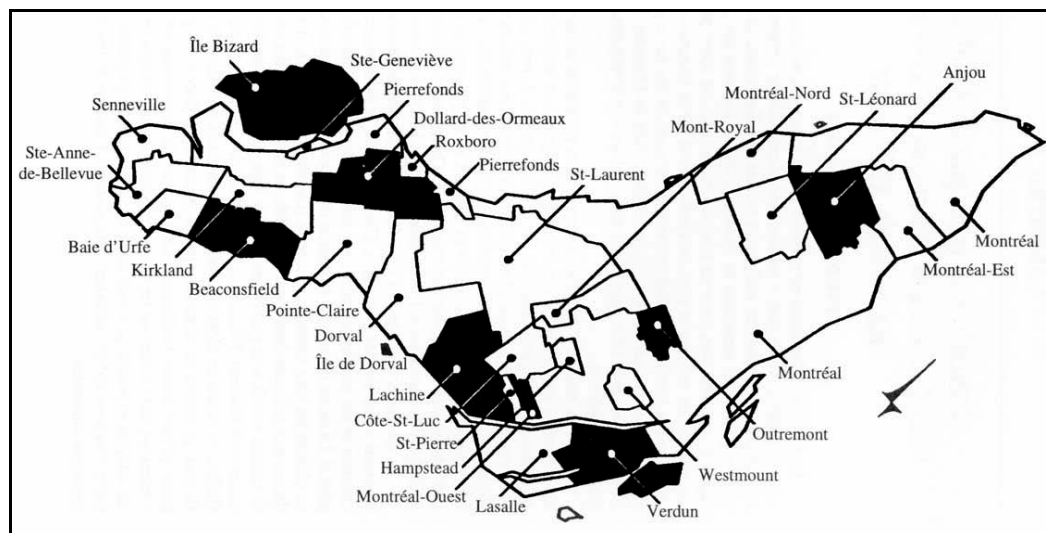 Île Bizard
Ste-Geneviève
Pierrefonds
Dollard-des-Ormeaux
Roxboro
Pierrefonds
Senneville
Ste-Anne-
de-Bellevue
Baie d'Urfe
Kirkland
Beaconsfield
Pointe-Claire
Dorval
Île de Dorval
Lachine
Côte-St-Luc
St-Pierre
Hampstead
Montréal-Ouest
Lasalle
Verdun
Westmount
Outremont
Montréal
Montréal-Est
Montréal
Anjou
St-Léonard
Montréal-Nord
Mont-Royal
St-Laurent